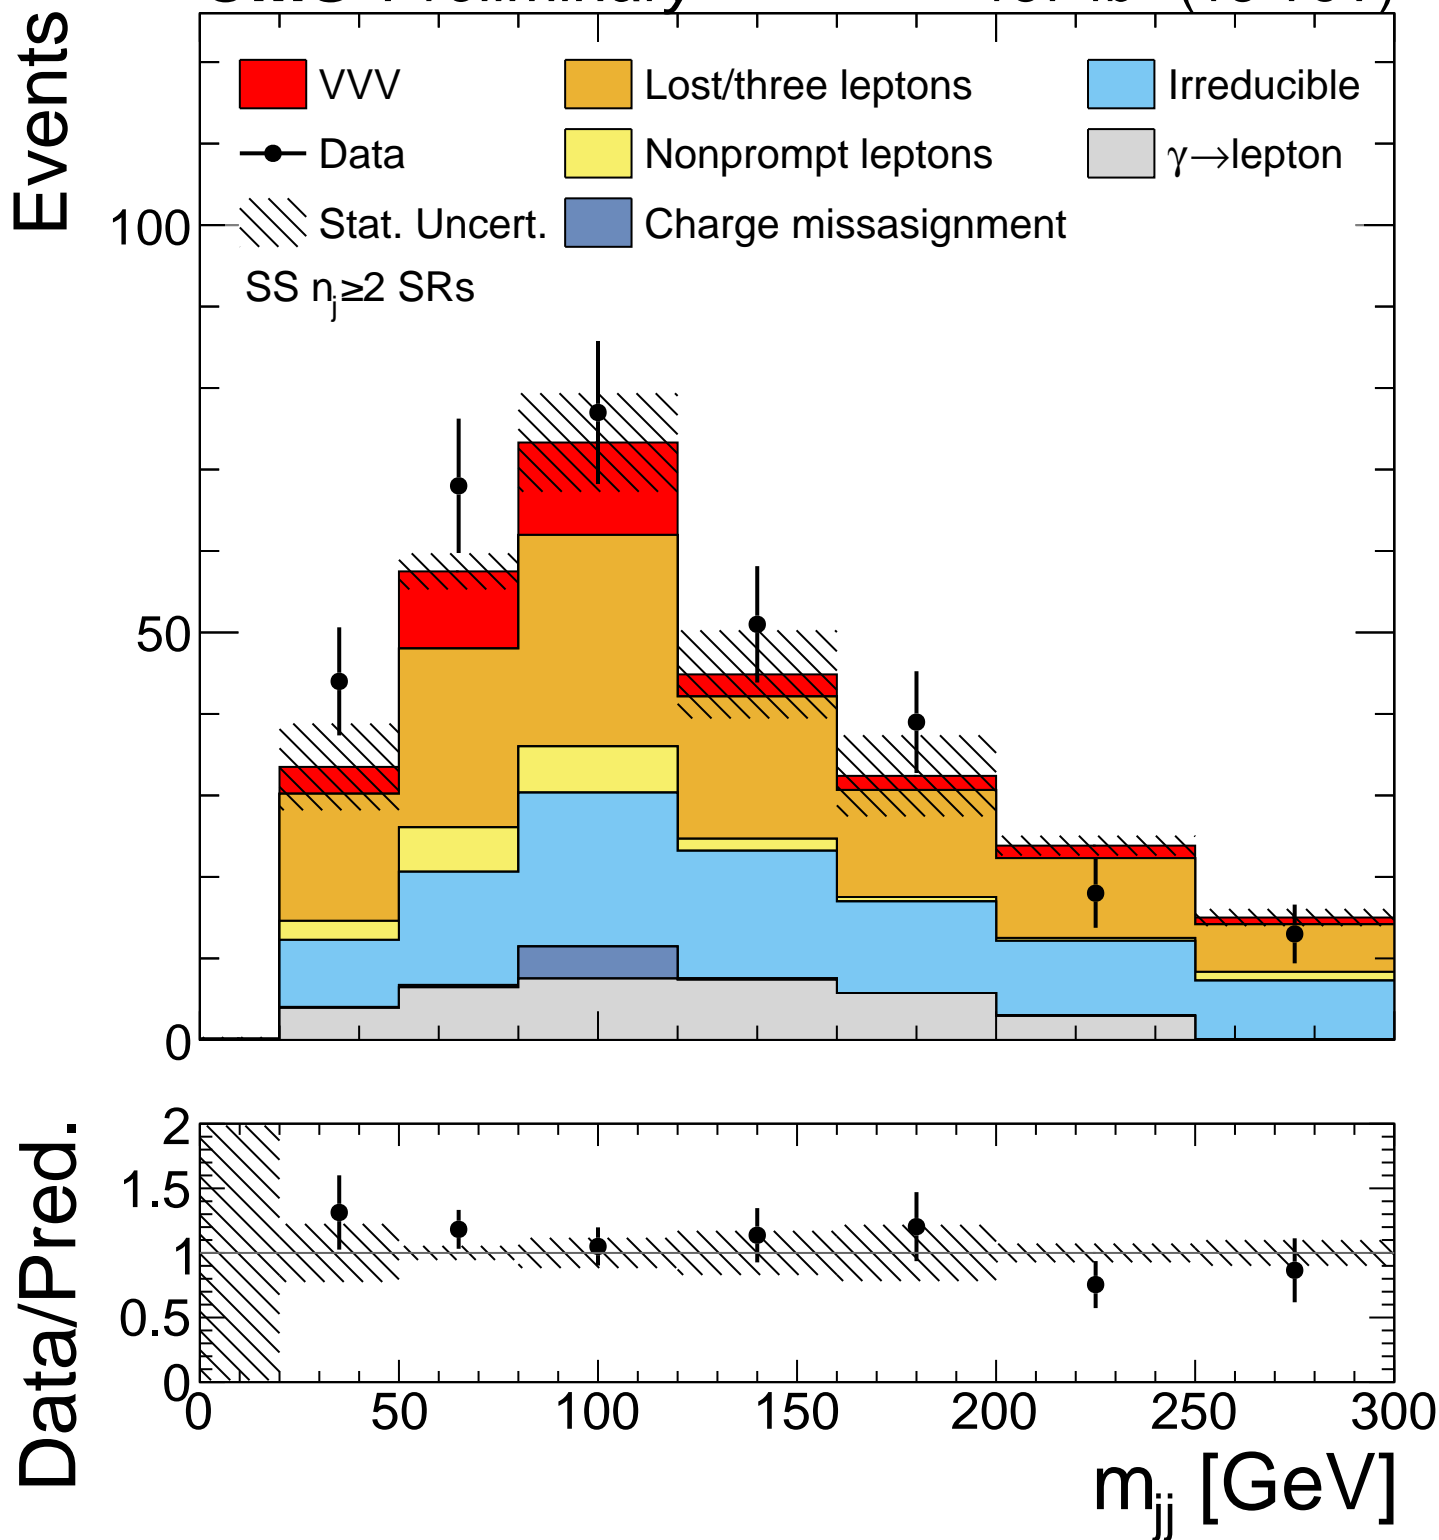 Preliminary
Events
VVV
Lost/three leptons
Irreducible
Data
Nonprompt leptons
γ→lepton
Stat. Uncert.
Charge missasignment
SS nj≥2 SRs
100
50
0
Data/Pred.
2
1.5
1
0.5
0
0 50 100 150 200 250 300
mjj [GeV]